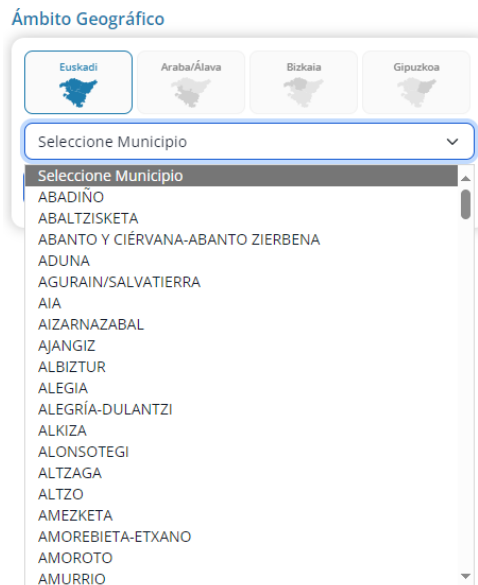 Ámbito Geográfico
Euskadi Araba/Álava Bizkaia Gipuzkoa
Seleccione Municipio
Seleccione Municipio
ABADIÑO
ABALTZISKETA
ABANTO Y CIÉRVANA-ABANTO ZIERBENA
ADUNA
AGURAIN/SALVATIERRA
AIA
AIZARNAZABAL
AJANGIZ
ALBIZTUR
ALEGIA
ALEGRÍA-DULANTZI
ALKIZA
ALONSOTEGI
ALTZAGA
ALTZO
AMEZKETA
AMOREBIETA-ETXANO
AMOROTO
AMURRIO